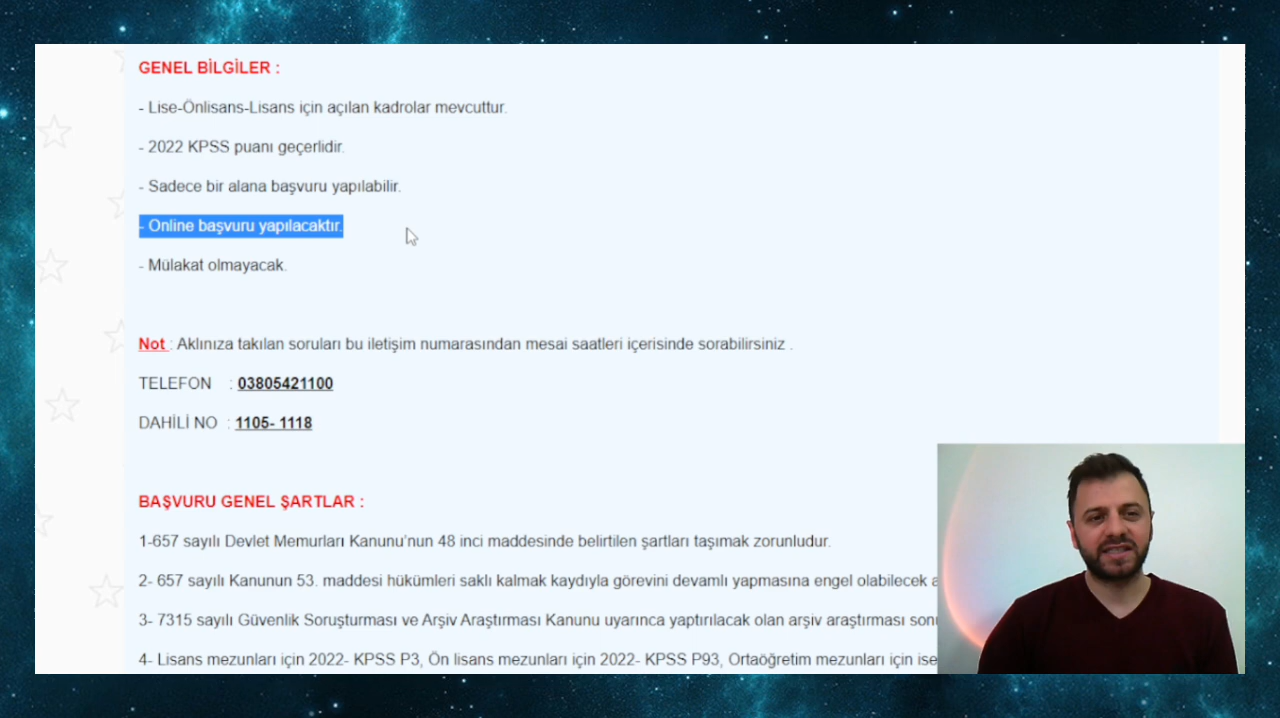 GENEL BİLGİLER :
- Lise-Önlisans-Lisans için açılan kadrolar mevcuttur.
- 2022 KPSS puanı geçerlidir.
- Sadece bir alana başvuru yapılabilir.
- Online başvuru yapılacaktır.
- Mülakat olmayacak.
Not : Aklınıza takılan soruları bu iletişim numarasından mesai saatleri içerisinde sorabilirsiniz .
TELEFON : 03805421100
DAHİLİ NO : 1105- 1118
BAŞVURU GENEL ŞARTLAR :
1-657 sayılı Devlet Memurları Kanunu'nun 48 inci maddesinde belirtilen şartları taşımak zorunludur.
2- 657 sayılı Kanunun 53. maddesi hükümleri saklı kalmak kaydıyla görevini devamlı yapmasına engel olabilecek a
3- 7315 sayılı Güvenlik Soruşturması ve Arşiv Araştırması Kanunu uyarınca yaptırılacak olan arşiv araştırması
4- Lisans mezunları için 2022- KPSS P3, Ön lisans mezunları için 2022- KPSS P93, Ortaöğretim mezunları için ise